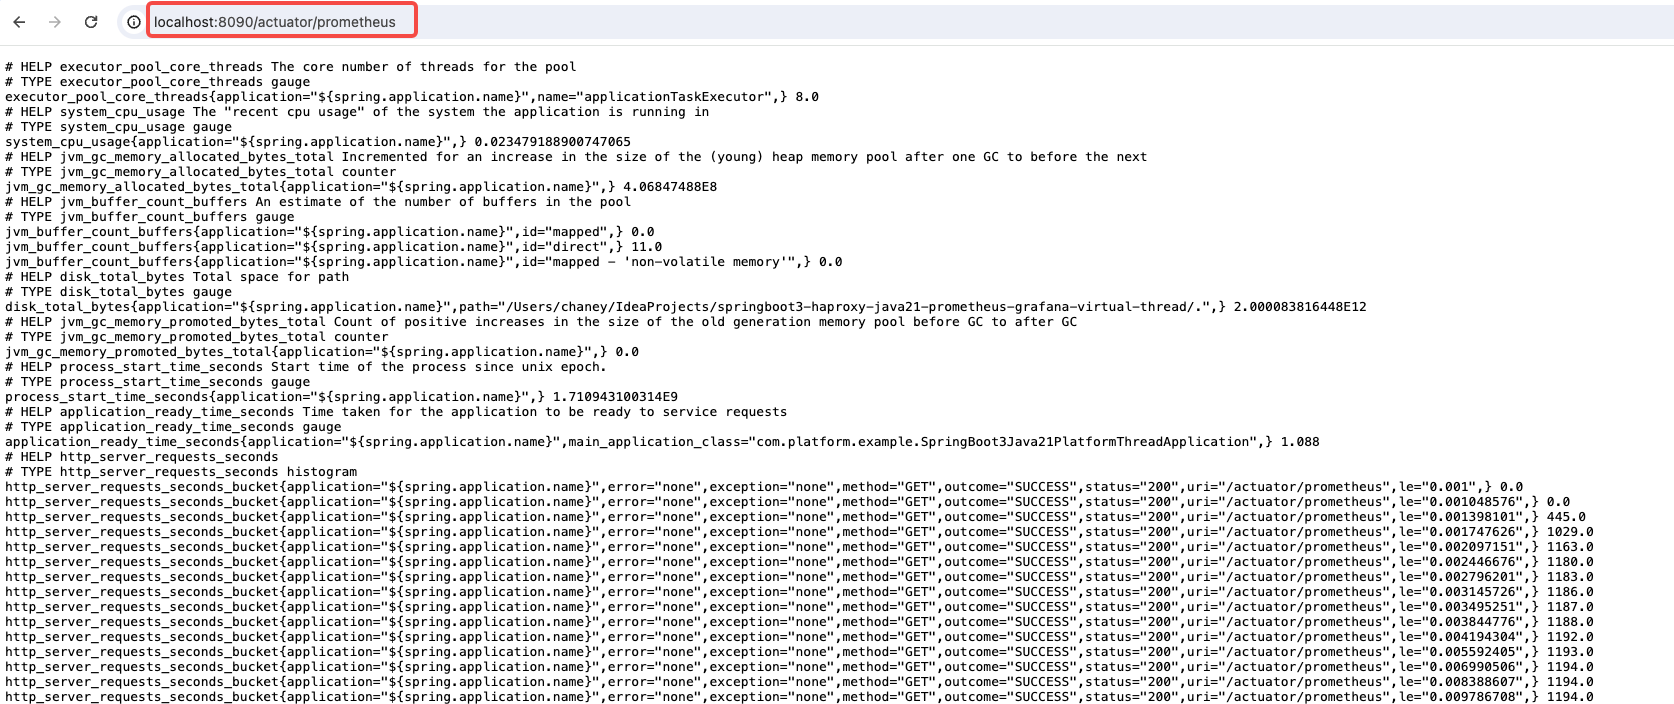 localhost:8090/actuator/prometheus
# HELP executor_pool_core_threads The core number of threads for the pool
# TYPE executor_pool_core_threads gauge
executor_pool_core_threads{application="${spring.application.name}",name="applicationTaskExecutor",} 8.0
# HELP system_cpu_usage The "recent cpu usage" of the system the application is running in
# TYPE system_cpu_usage gauge
system_cpu_usage{application="${spring.application.name}",} 0.023479188900747065
# HELP jvm_gc_memory_allocated_bytes_total Incremented for an increase in the size of the (young) heap memory pool after one GC to before the next
# TYPE jvm_gc_memory_allocated_bytes_total counter
jvm_gc_memory_allocated_bytes_total{application="${spring.application.name}",} 4.06847488E8
# HELP jvm_buffer_count_buffers An estimate of the number of buffers in the pool
# TYPE jvm_buffer_count_buffers gauge
jvm_buffer_count_buffers{application="${spring.application.name}",id="mapped",} 0.0
jvm_buffer_count_buffers{application="${spring.application.name}",id="direct",} 11.0
jvm_buffer_count_buffers{application="${spring.application.name}",id="mapped - 'non-volatile memory'",} 0.0
# HELP disk_total_bytes Total space for path
# TYPE disk_total_bytes gauge
disk_total_bytes{application="${spring.application.name}",path="/Users/chaney/IdeaProjects/springboot3-haproxy-java21-prometheus-grafana-virtual-thread/.",} 2.000083816448E12
# HELP jvm_gc_memory_promoted_bytes_total Count of positive increases in the size of the old generation memory pool before GC to after GC
# TYPE jvm_gc_memory_promoted_bytes_total counter
jvm_gc_memory_promoted_bytes_total{application="${spring.application.name}",} 0.0
# HELP process_start_time_seconds Start time of the process since unix epoch.
# TYPE process_start_time_seconds gauge
process_start_time_seconds{application="${spring.application.name}",} 1.710943100314E9
# HELP application_ready_time_seconds Time taken for the application to be ready to service requests
# TYPE application_ready_time_seconds gauge
application_ready_time_seconds{application="${spring.application.name}",main_application_class="com.platform.example.SpringBoot3Java21PlatformThreadApplication",} 1.088
# HELP http_server_requests_seconds
# TYPE http_server_requests_seconds histogram
http_server_requests_seconds_bucket{application="${spring.application.name}",error="none",exception="none",method="GET",outcome="SUCCESS",status="200",uri="/actuator/prometheus",le="0.001",} 0.0
http_server_requests_seconds_bucket{application="${spring.application.name}",error="none",exception="none",method="GET",outcome="SUCCESS",status="200",uri="/actuator/prometheus",le="0.001048576",} 0.0
http_server_requests_seconds_bucket{application="${spring.application.name}",error="none",exception="none",method="GET",outcome="SUCCESS",status="200",uri="/actuator/prometheus",le="0.001398101",} 445.0
http_server_requests_seconds_bucket{application="${spring.application.name}",error="none",exception="none",method="GET",outcome="SUCCESS",status="200",uri="/actuator/prometheus",le="0.001747626",} 1029.0
http_server_requests_seconds_bucket{application="${spring.application.name}",error="none",exception="none",method="GET",outcome="SUCCESS",status="200",uri="/actuator/prometheus",le="0.002097151",} 1163.0
http_server_requests_seconds_bucket{application="${spring.application.name}",error="none",exception="none",method="GET",outcome="SUCCESS",status="200",uri="/actuator/prometheus",le="0.002446676",} 1180.0
http_server_requests_seconds_bucket{application="${spring.application.name}",error="none",exception="none",method="GET",outcome="SUCCESS",status="200",uri="/actuator/prometheus",le="0.002796201",} 1183.0
http_server_requests_seconds_bucket{application="${spring.application.name}",error="none",exception="none",method="GET",outcome="SUCCESS",status="200",uri="/actuator/prometheus",le="0.003145726",} 1186.0
http_server_requests_seconds_bucket{application="${spring.application.name}",error="none",exception="none",method="GET",outcome="SUCCESS",status="200",uri="/actuator/prometheus",le="0.003495251",} 1187.0
http_server_requests_seconds_bucket{application="${spring.application.name}",error="none",exception="none",method="GET",outcome="SUCCESS",status="200",uri="/actuator/prometheus",le="0.003844776",} 1188.0
http_server_requests_seconds_bucket{application="${spring.application.name}",error="none",exception="none",method="GET",outcome="SUCCESS",status="200",uri="/actuator/prometheus",le="0.004194304",} 1192.0
http_server_requests_seconds_bucket{application="${spring.application.name}",error="none",exception="none",method="GET",outcome="SUCCESS",status="200",uri="/actuator/prometheus",le="0.005592405",} 1193.0
http_server_requests_seconds_bucket{application="${spring.application.name}",error="none",exception="none",method="GET",outcome="SUCCESS",status="200",uri="/actuator/prometheus",le="0.006990506",} 1194.0
http_server_requests_seconds_bucket{application="${spring.application.name}",error="none",exception="none",method="GET",outcome="SUCCESS",status="200",uri="/actuator/prometheus",le="0.008388607",} 1194.0
http_server_requests_seconds_bucket{application="${spring.application.name}",error="none",exception="none",method="GET",outcome="SUCCESS",status="200",uri="/actuator/prometheus",le="0.009786708",} 1194.0